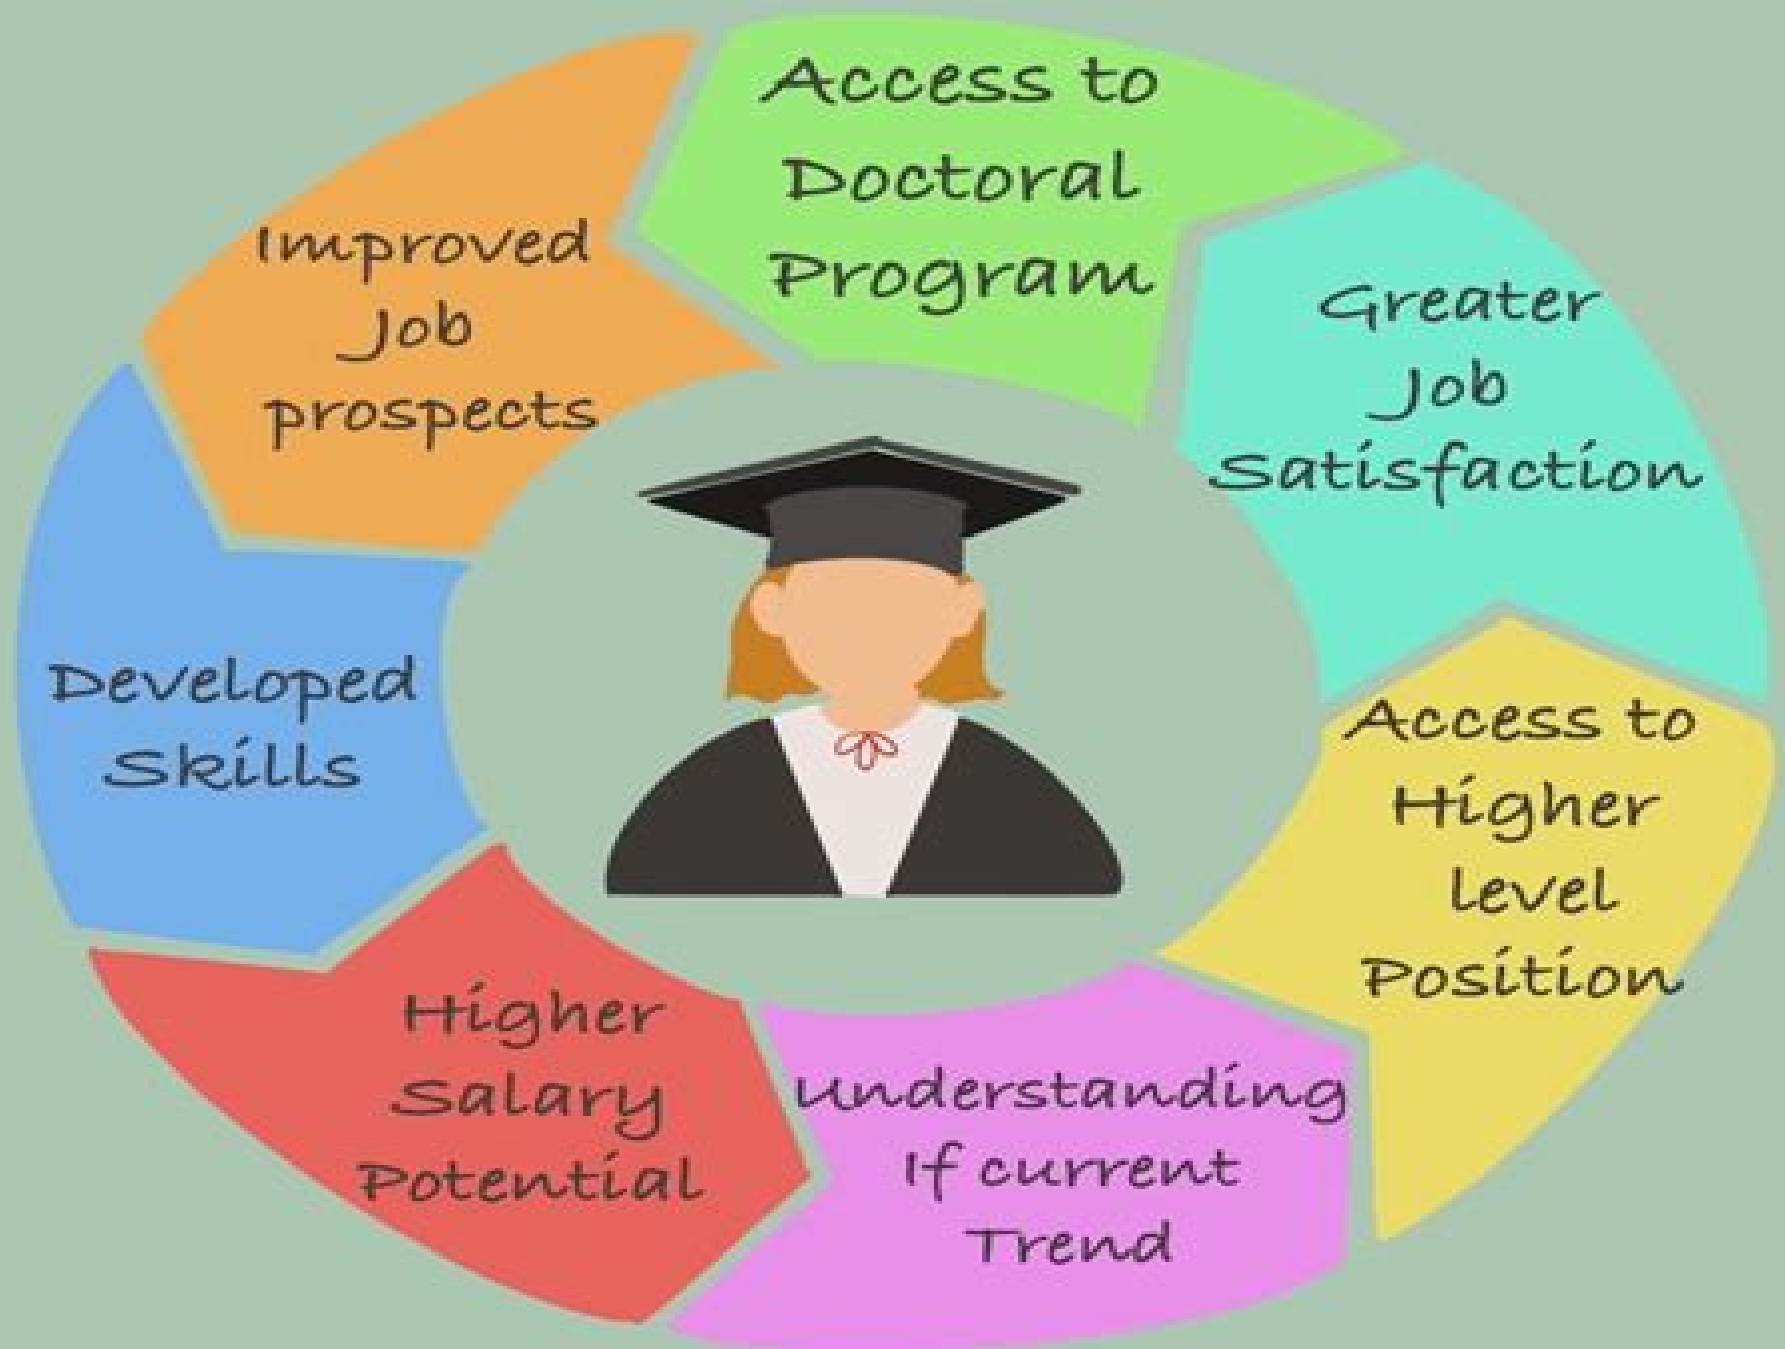 Access to
Doctoral
Program
Greater
Job
Satisfaction
Access to
Higher
level
Position
Understanding
If current
Trend
Higher
Salary
Potential
Developed
Skills
Improved
Job
prospects